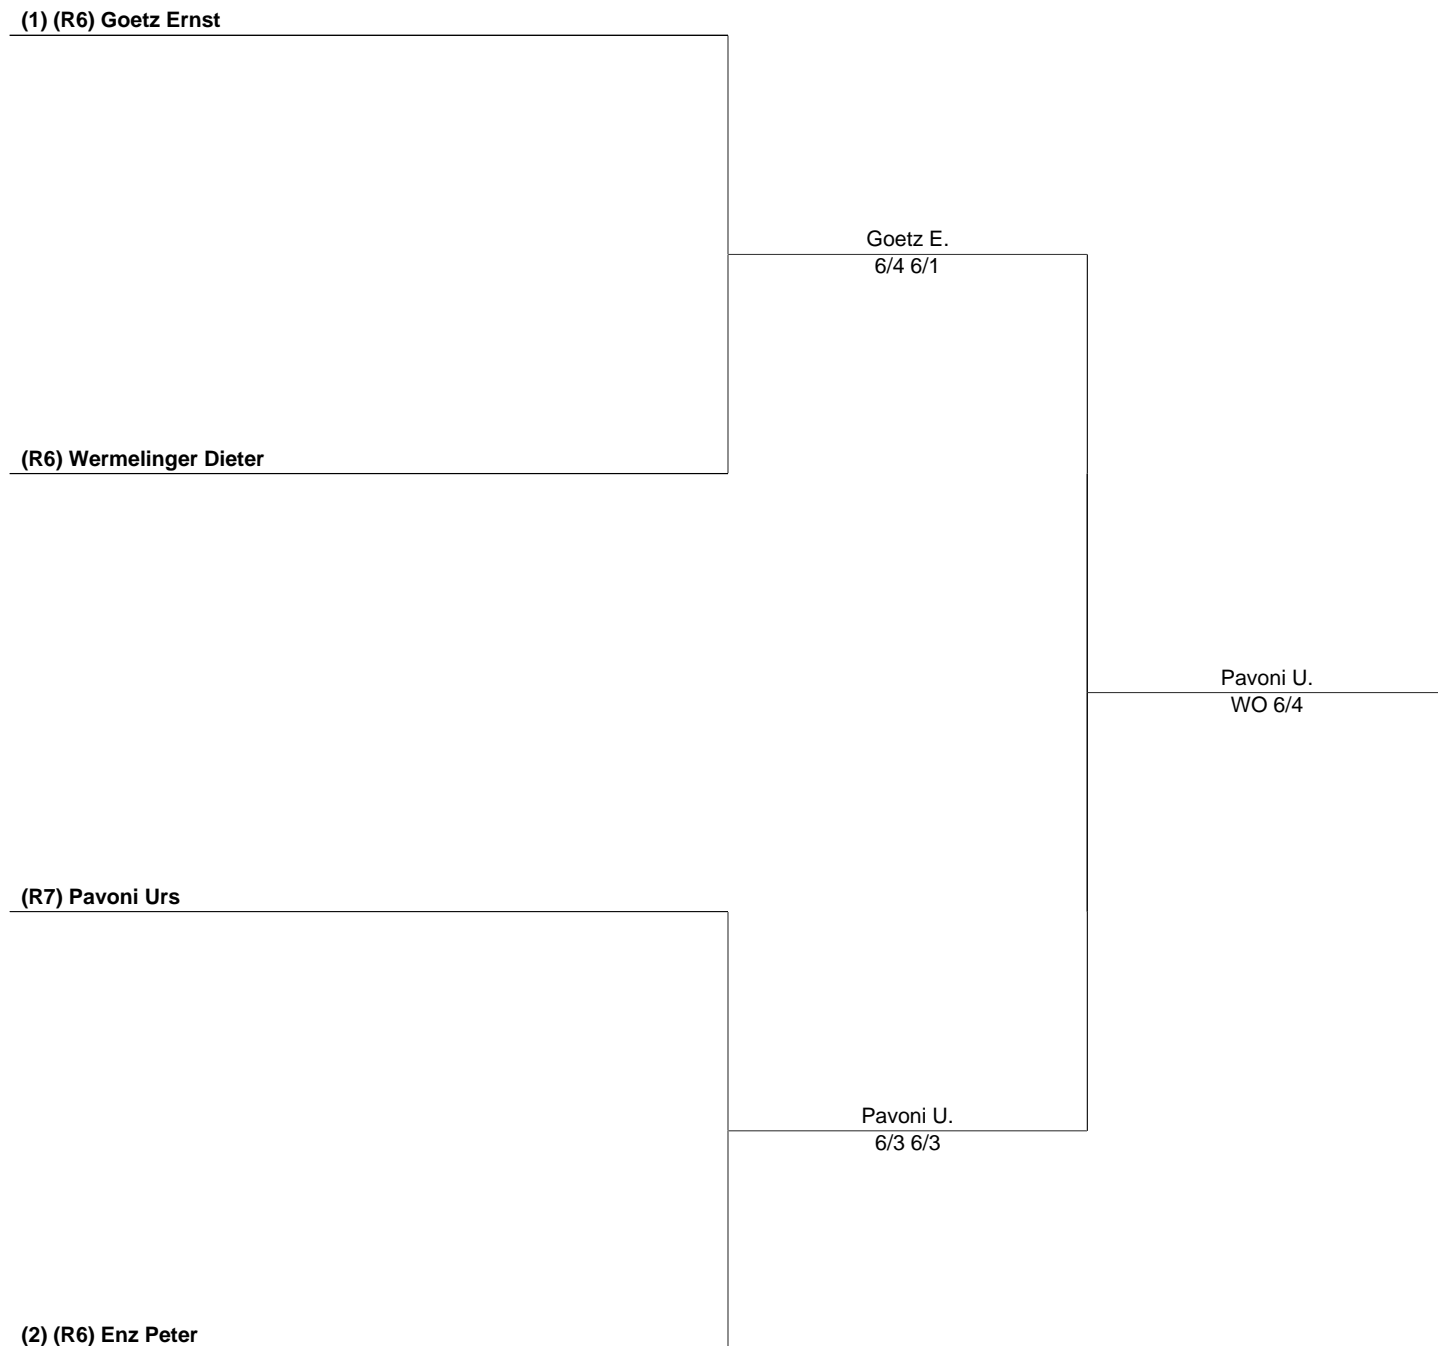 (1) (R6) Goetz Ernst
Goetz E.
6/4 6/1
(R6) Wermelinger Dieter
Pavoni U.
WO 6/4
(R7) Pavoni Urs
Pavoni U.
6/3 6/3
(2) (R6) Enz Peter